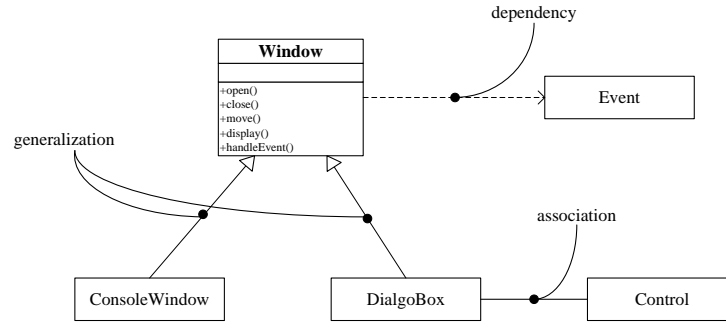 dependency
Window
+open()
+close()
+move()
+display()
+handleEvent()
Event
generalization
association
ConsoleWindow
DialgoBox
Control